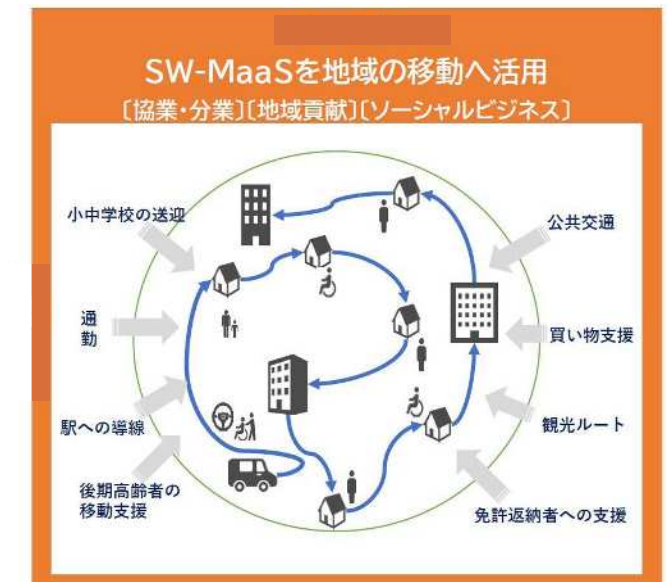 SW-MaaSを地域の移動へ活用
〔協業・分業〕〔地域貢献〕〔ソーシャルビジネス〕
小中学校の送迎
通
勤
駅への導線
後期高齢者の
移動支援
公共交通
買い物支援
観光ルート
免許返納者への支援